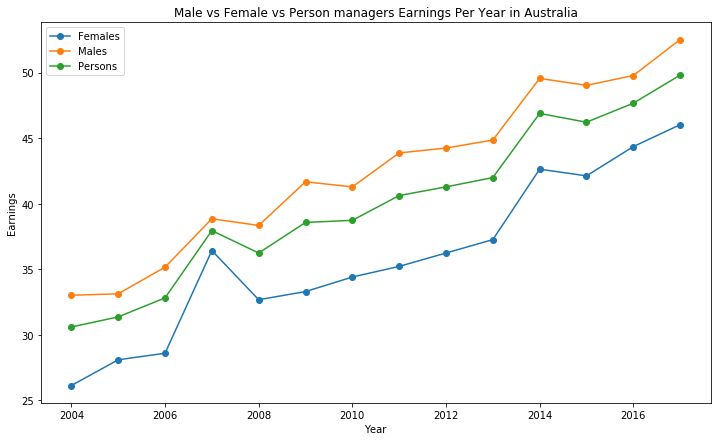 Male vs Female vs Person managers Earnings Per Year in Australia
Females
Males
Persons
50
45
40
35
30
25
Earnings
2004 2006 2008 2010 2012 2014 2016
Year